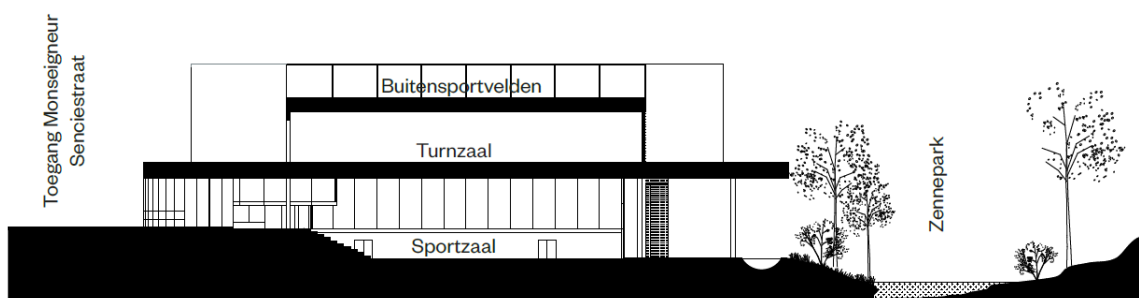 Toegang Monseigneur
Senciestraat
Buitensportvelden
Turnzaal
Sportzaal
Zennepark